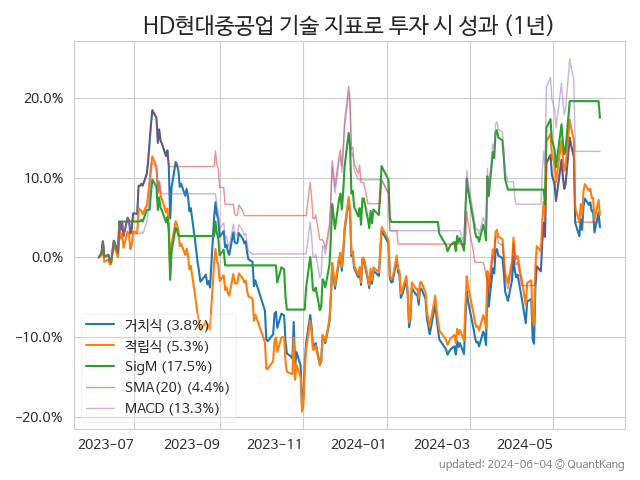 HD현대중공업 기술 지표로 투자 시 성과 (1년)
20.0%
10.0%
0.0%
−10.0%
−20.0%
거치식 (3.8%)
적립식 (5.3%)
SigM (17.5%)
SMA(20) (4.4%)
MACD (13.3%)
2023-07
2023-09
2023-11
2024-01
2024-03
2024-05
updated: 2024-06-04 © QuantKang